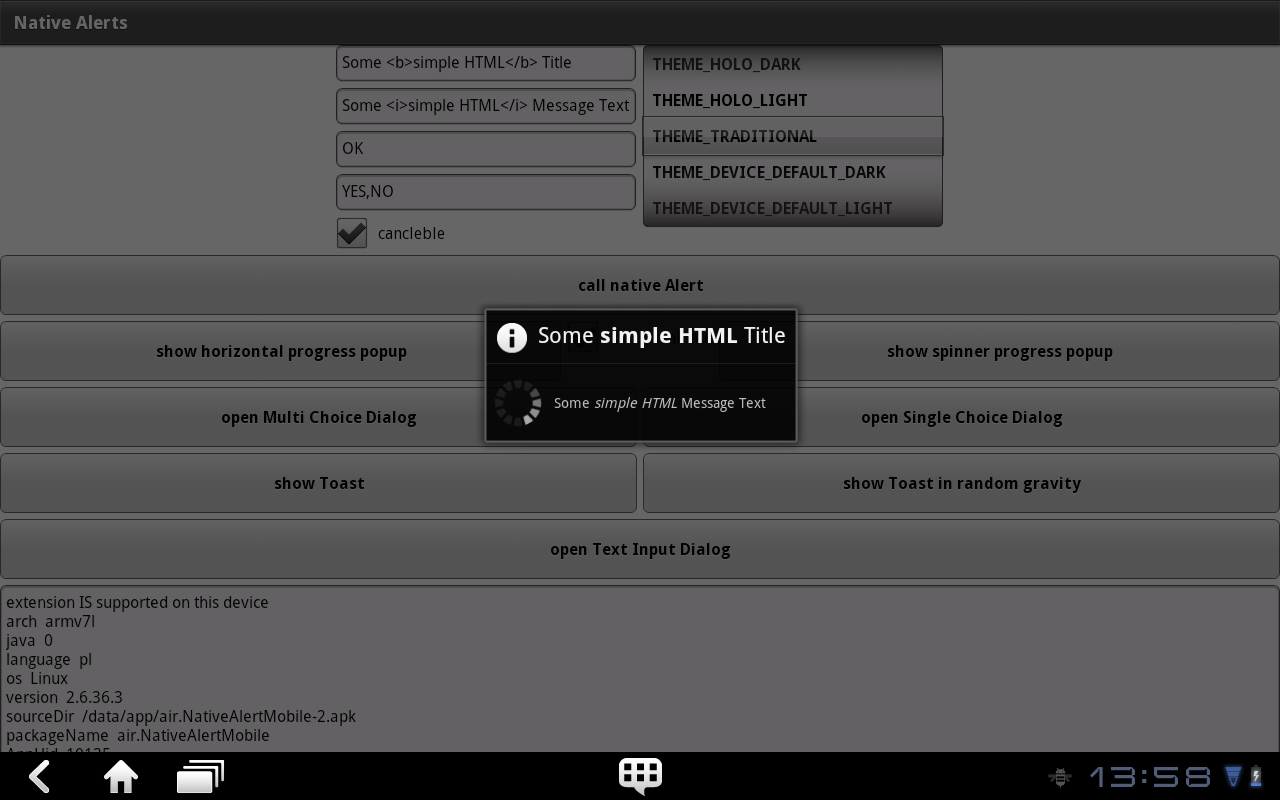 Native Alerts
Some <b>simple HTML</b> Title
Some <i>simple HTML</i> Message Text
OK
YES,NO
cancleble
THEME_HOLO_DARK
THEME_HOLO_LIGHT
THEME_TRADITIONAL
THEME_DEVICE_DEFAULT_DARK
THEME_DEVICE_DEFAULT_LIGHT
call native Alert
show horizontal progress popup
show spinner progress popup
Some simple HTML Title
Some simple HTML Message Text
open Multi Choice Dialog
open Single Choice Dialog
show Toast
show Toast in random gravity
open Text Input Dialog
extension IS supported on this device
arch armv7l
java 0
language pl
os Linux
version 2.6.36.3
sourceDir /data/app/air.NativeAlertMobile-2.apk
packageName air.NativeAlertMobile
13:58